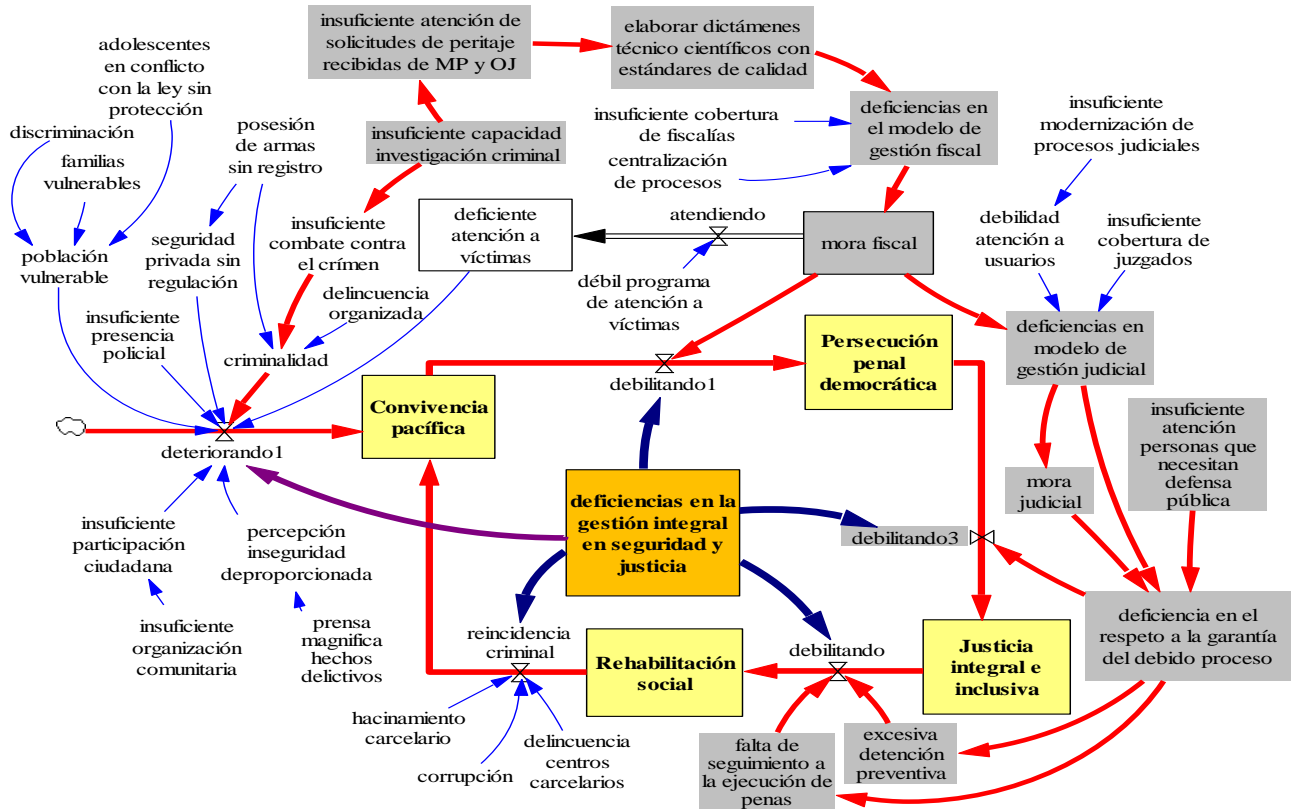 adolescentes
en conflicto
con la ley sin
protección
discriminación
familias
vulnerables
población
vulnerable
posesión
de armas
sin registro
seguridad
privada sin
regulación
insuficiente
presencia
policial
insuficiente atención de
solicitudes de peritaje
recibidas de MP y OJ
insuficiente capacidad
investigación criminal
insuficiente
combate contra
el crímen
delincuencia
organizada
criminalidad
elaborar dictámenes
técnico científicos con
estándares de calidad
insuficiente cobertura
de fiscalías
centralización
de procesos
deficiencias en
el modelo de
gestión fiscal
insuficiente
modernización de
procesos judiciales
debilidad
atención a
usuarios
insuficiente
cobertura de
juzgados
deficiente
atención a
víctimas
atendiendo
mora fiscal
débil programa
de atención a
víctimas
deficiencias en
modelo de
gestión judicial
debilitando1
Persecución
penal
democrática
Convivencia
pacífica
deteriorando1
insuficiente
atención
personas que
necesitan
defensa
pública
mora
judicial
deficiencias en la
gestión integral
en seguridad y
justicia
debilitando3
insuficiente
participación
ciudadana
percepción
inseguridad
deproporcionada
insuficiente
organización
comunitaria
prensa
magnifica
hechos
delictivos
reincidencia
criminal
Rehabilitación
social
debilitando
Justicia
integral e
inclusiva
deficiencia en el
respeto a la garantía
del debido proceso
hacinamiento
carcelario
corrupción
delincuencia
centros
carcelarios
falta de
seguimiento a
la ejecución de
penas
excesiva
detención
preventiva